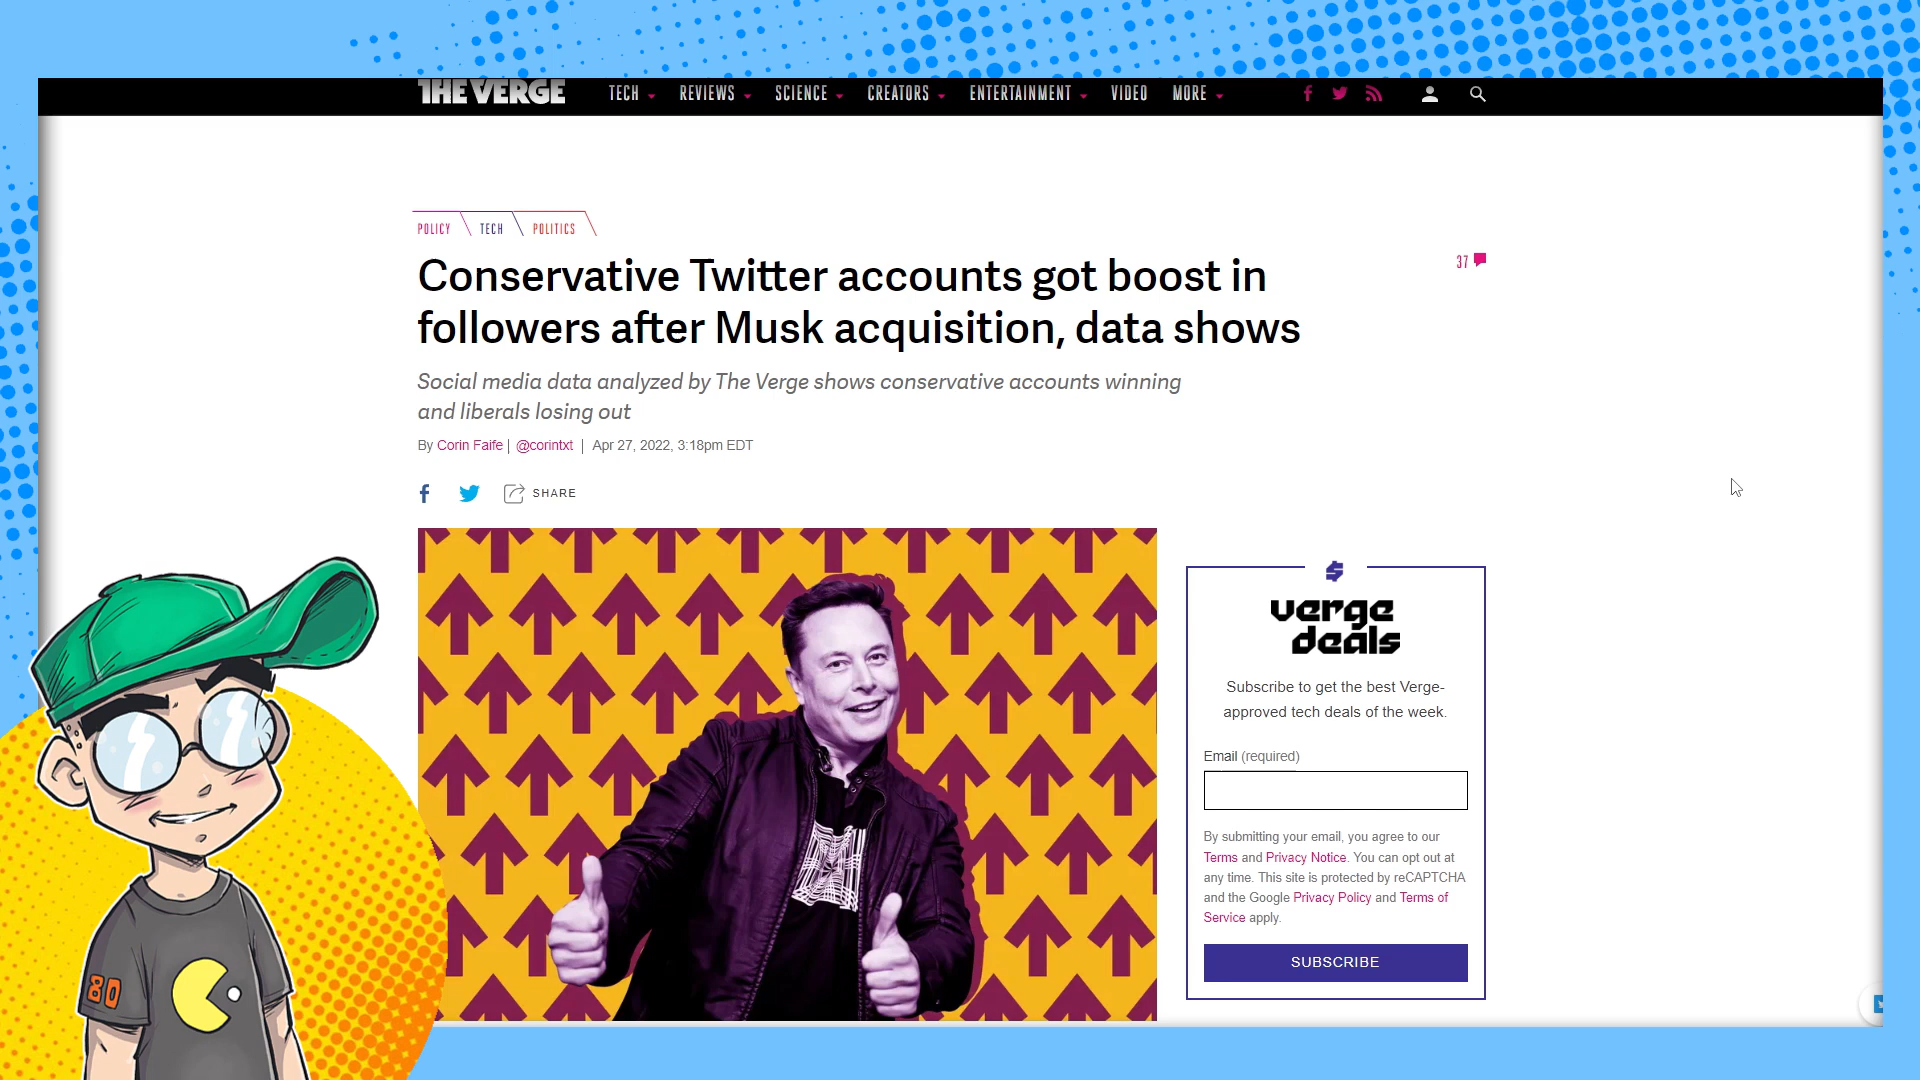 THE VERGE
TECH REVIEWS SCIENCE CREATORS ENTERTAINMENT VIDEO MORE
POLICY TECH POLITICS
Conservative Twitter accounts got boost in
followers after Musk acquisition, data shows
37
Social media data analyzed by The Verge shows conservative accounts winning
and liberals losing out
By Corin Faife | @corintxt | Apr 27, 2022, 3:18pm EDT
SHARE
verge
deals
Subscribe to get the best Verge-
approved tech deals of the week.
Email (required)
By submitting your email, you agree to our
Terms and Privacy Notice. You can opt out at
any time. This site is protected by reCAPTCHA
and the Google Privacy Policy and Terms of
Service apply.
SUBSCRIBE
80